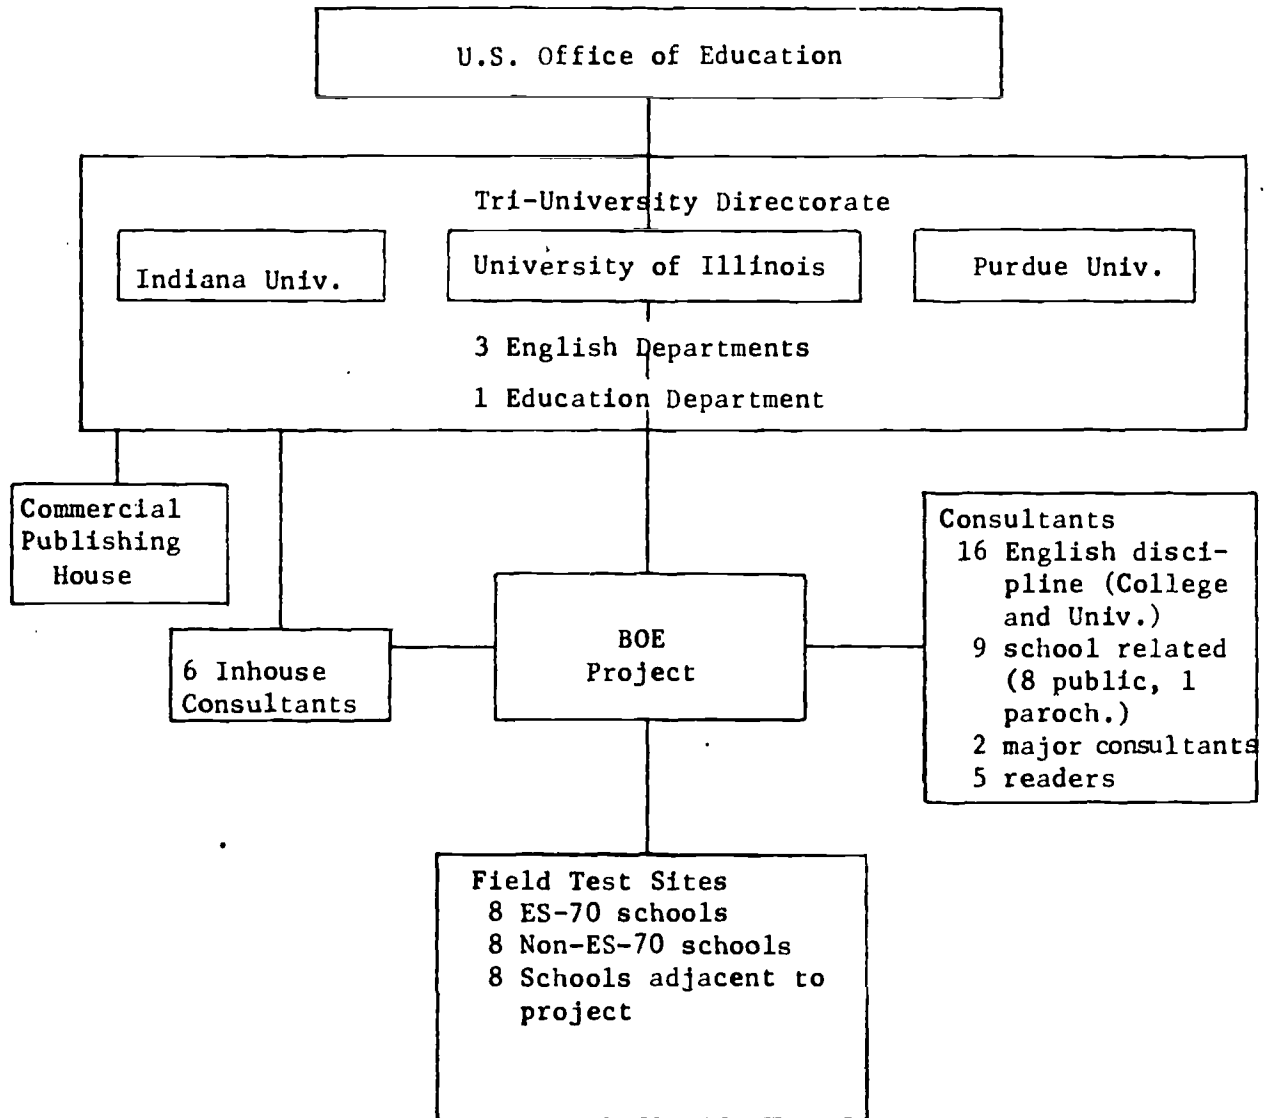 U.S. Office of Education
Tri-University Directorate
Indiana Univ.
University of Illinois
Purdue Univ.
3 English Departments
1 Education Department
Commercial
Publishing
House
6 Inhouse
Consultants
BOE
Project
Consultants
16 English disci-
pline (College
and Univ.)
9 school related
(8 public, 1
paroch.)
2 major consultants
5 readers
Field Test Sites
8 ES-70 schools
8 Non-ES-70 schools
8 Schools adjacent to
project